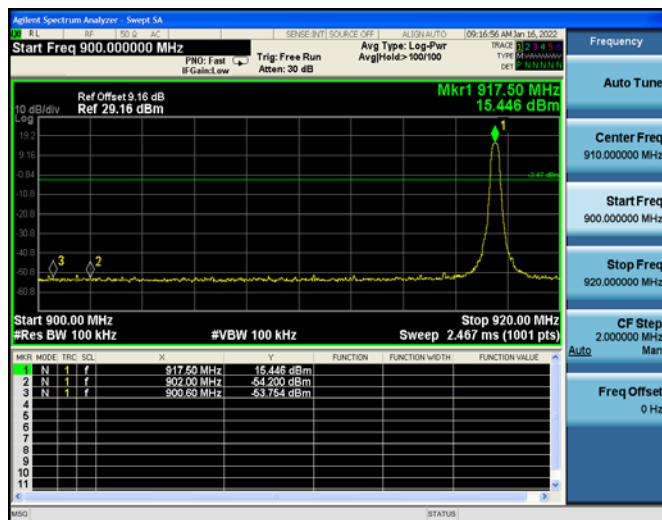 Agilent Spectrum Analyzer - Swept SA
RL RF 50 Ω AC SENSE:INT SOURCE OFF ALIGN AUTO 09:16:56 AM Jan 16, 2022
Start Freq 900.000000 MHz
PNO: Fast
IFGain:Low
Trig: Free Run
Atten: 30 dB
Avg Type: Log-Pwr
Avg|Hold:>100/100
TRACE 1 2 3 4 5 6
TYPE
DET P N N N N N
Ref Offset 9.16 dB
Ref 29.16 dBm
10 dB/div
Log
Mkr1 917.50 MHz
15.446 dBm
19.2
9.16
-0.84
-10.8
-20.8
-30.8
-40.8
-50.8
-60.8
1
2
3
Start 900.00 MHz
#Res BW 100 kHz
#VBW 100 kHz
Stop 920.00 MHz
Sweep 2.467 ms (1001 pts)
MKR MODE TRC SCL X Y FUNCTION FUNCTION WIDTH FUNCTION VALUE
1 N 1 f 917.50 MHz 15.446 dBm
2 N 1 f 902.00 MHz -54.200 dBm
3 N 1 f 900.60 MHz -53.754 dBm
4
5
6
7
8
9
10
11
MSG
STATUS
Frequency
Auto Tune
Center Freq
910.000000 MHz
Start Freq
900.000000 MHz
Stop Freq
920.000000 MHz
CF Step
2.000000 MHz
Auto Man
Freq Offset
0 Hz